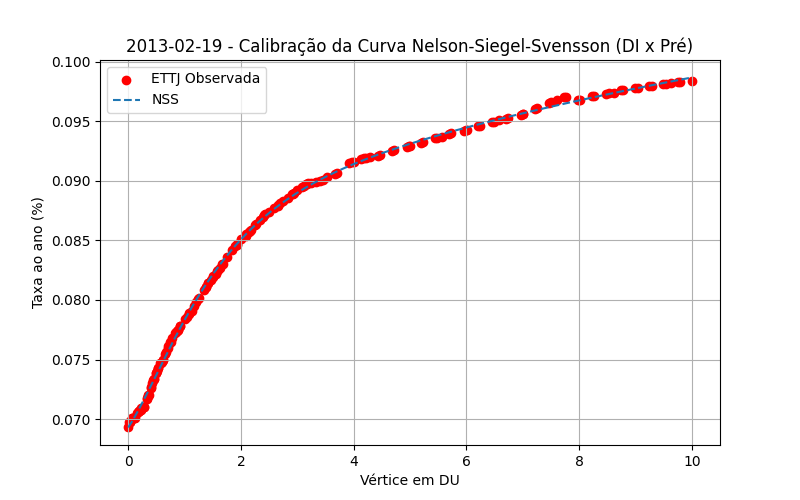 2013-02-19 - Calibração da Curva Nelson-Siegel-Svensson (DI x Pré)
ETTJ Observada
NSS
Taxa ao ano (%)
0.100
0.095
0.090
0.085
0.080
0.075
0.070
0 2 4 6 8 10
Vértice em DU